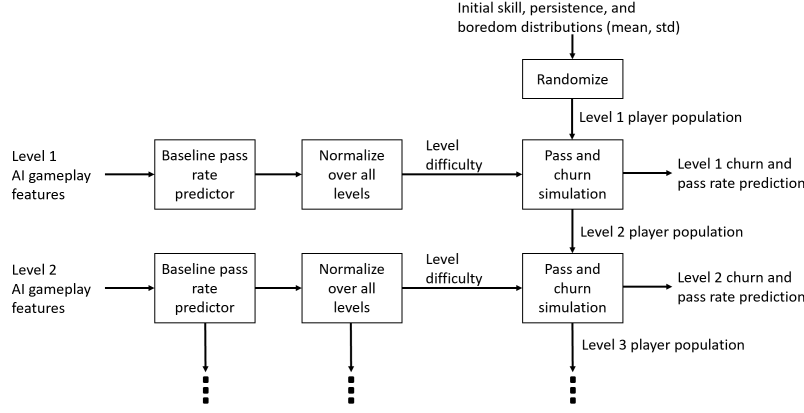 Initial skill, persistence, and
boredom distributions (mean, std)
Randomize
Level 1 player population
Level 1
AI gameplay
features
Baseline pass
rate
predictor
Normalize
over all
levels
Level
difficulty
Pass and
churn
simulation
Level 1 churn and
pass rate prediction
Level 2 player population
Level 2
AI gameplay
features
Baseline pass
rate
predictor
Normalize
over all
levels
Level
difficulty
Pass and
churn
simulation
Level 2 churn and
pass rate prediction
Level 3 player population